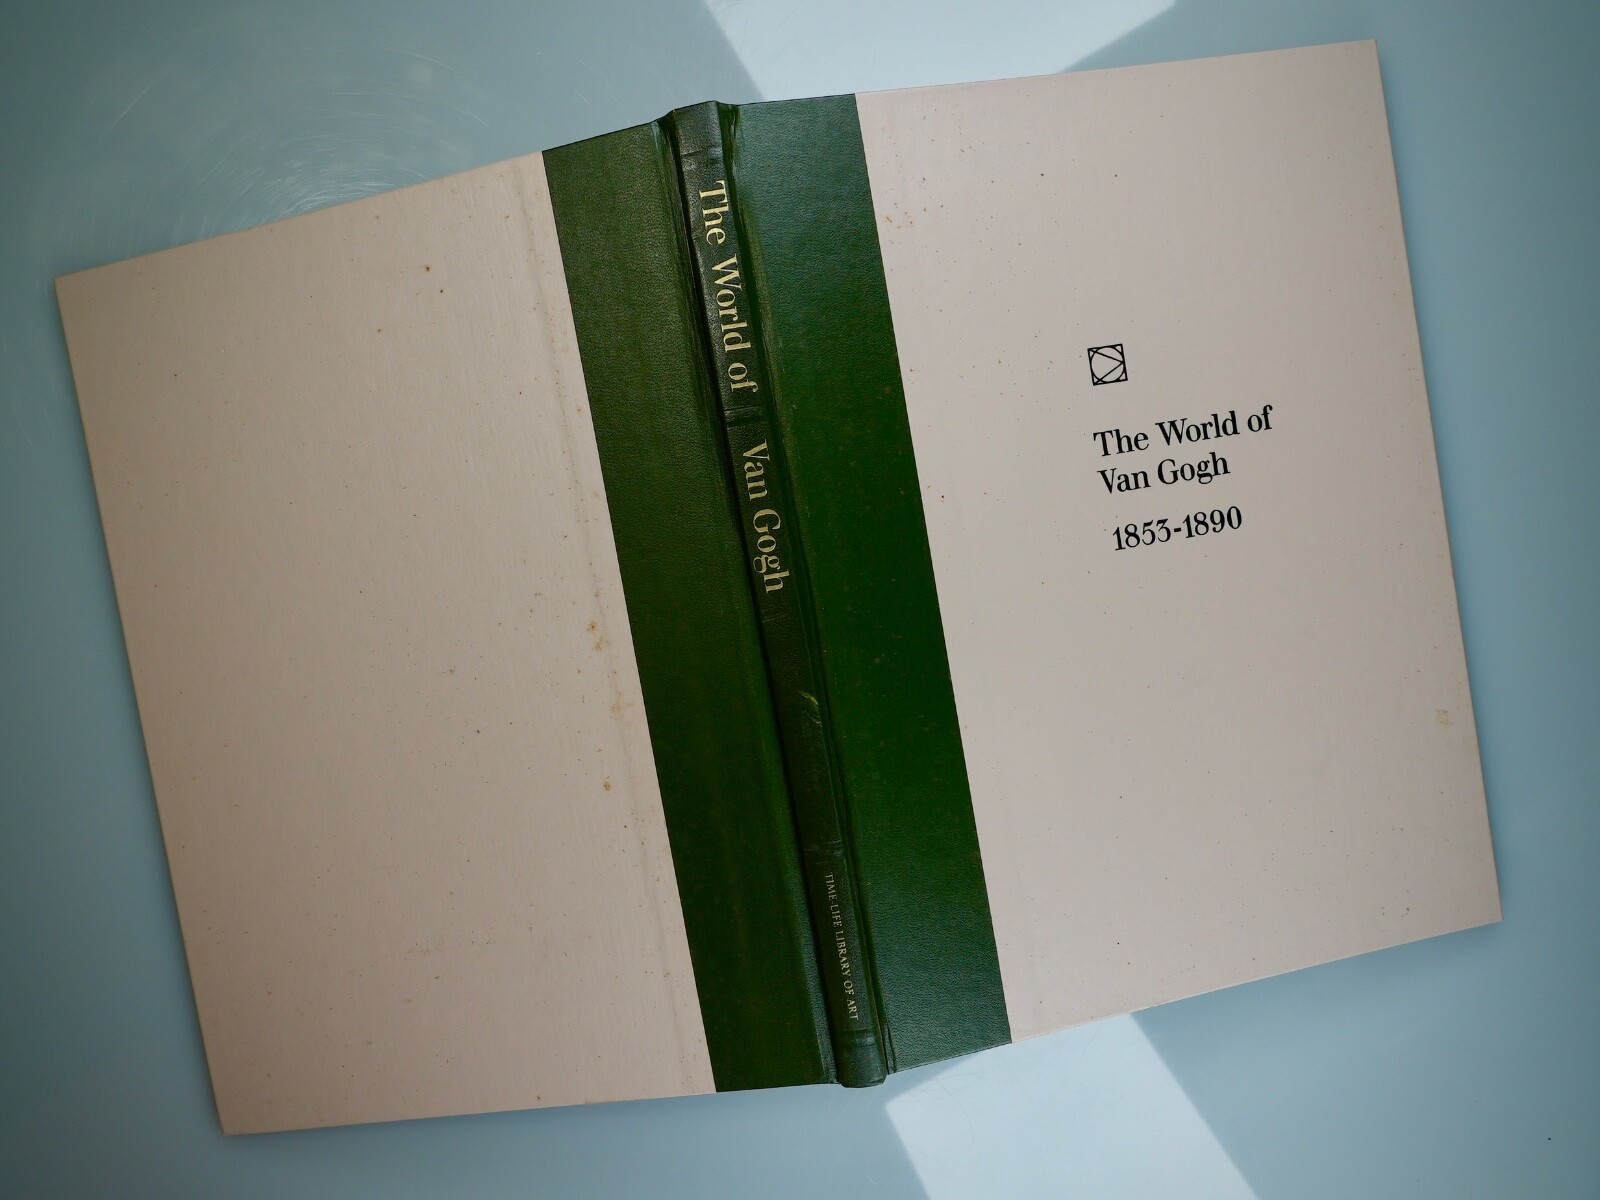 The World of
Van Gogh
TIME-LIFE LIBRARY OF ART
The World of
Van Gogh
1853-1890